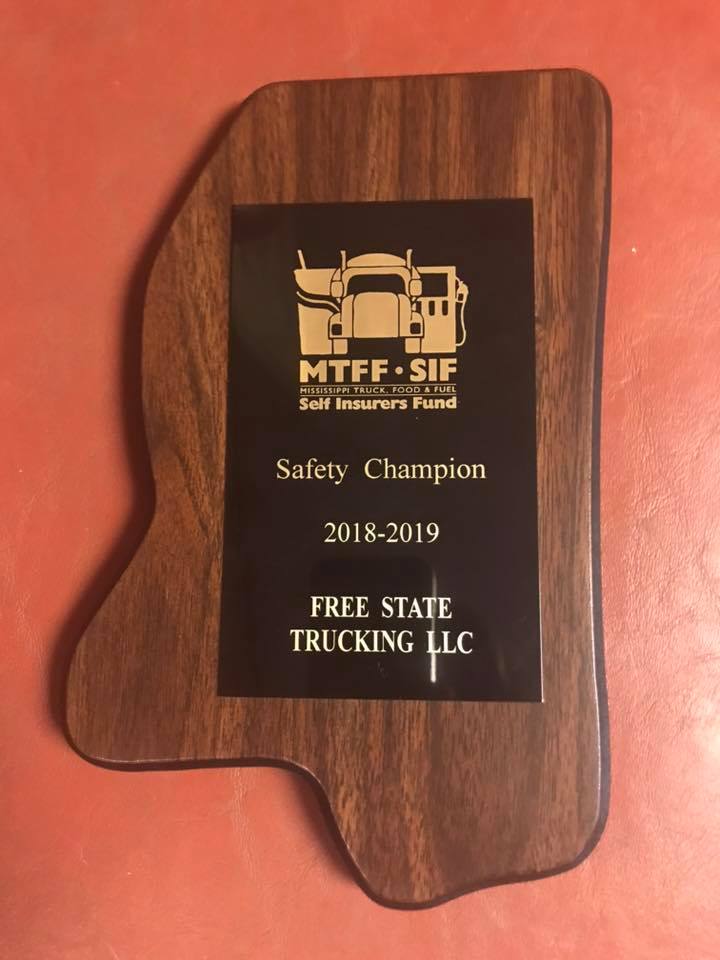 MTFF • SIF
MISSISSIPPI TRUCK, FOOD & FUEL
Self Insurers Fund
Safety Champion
2018-2019
FREE STATE
TRUCKING LLC